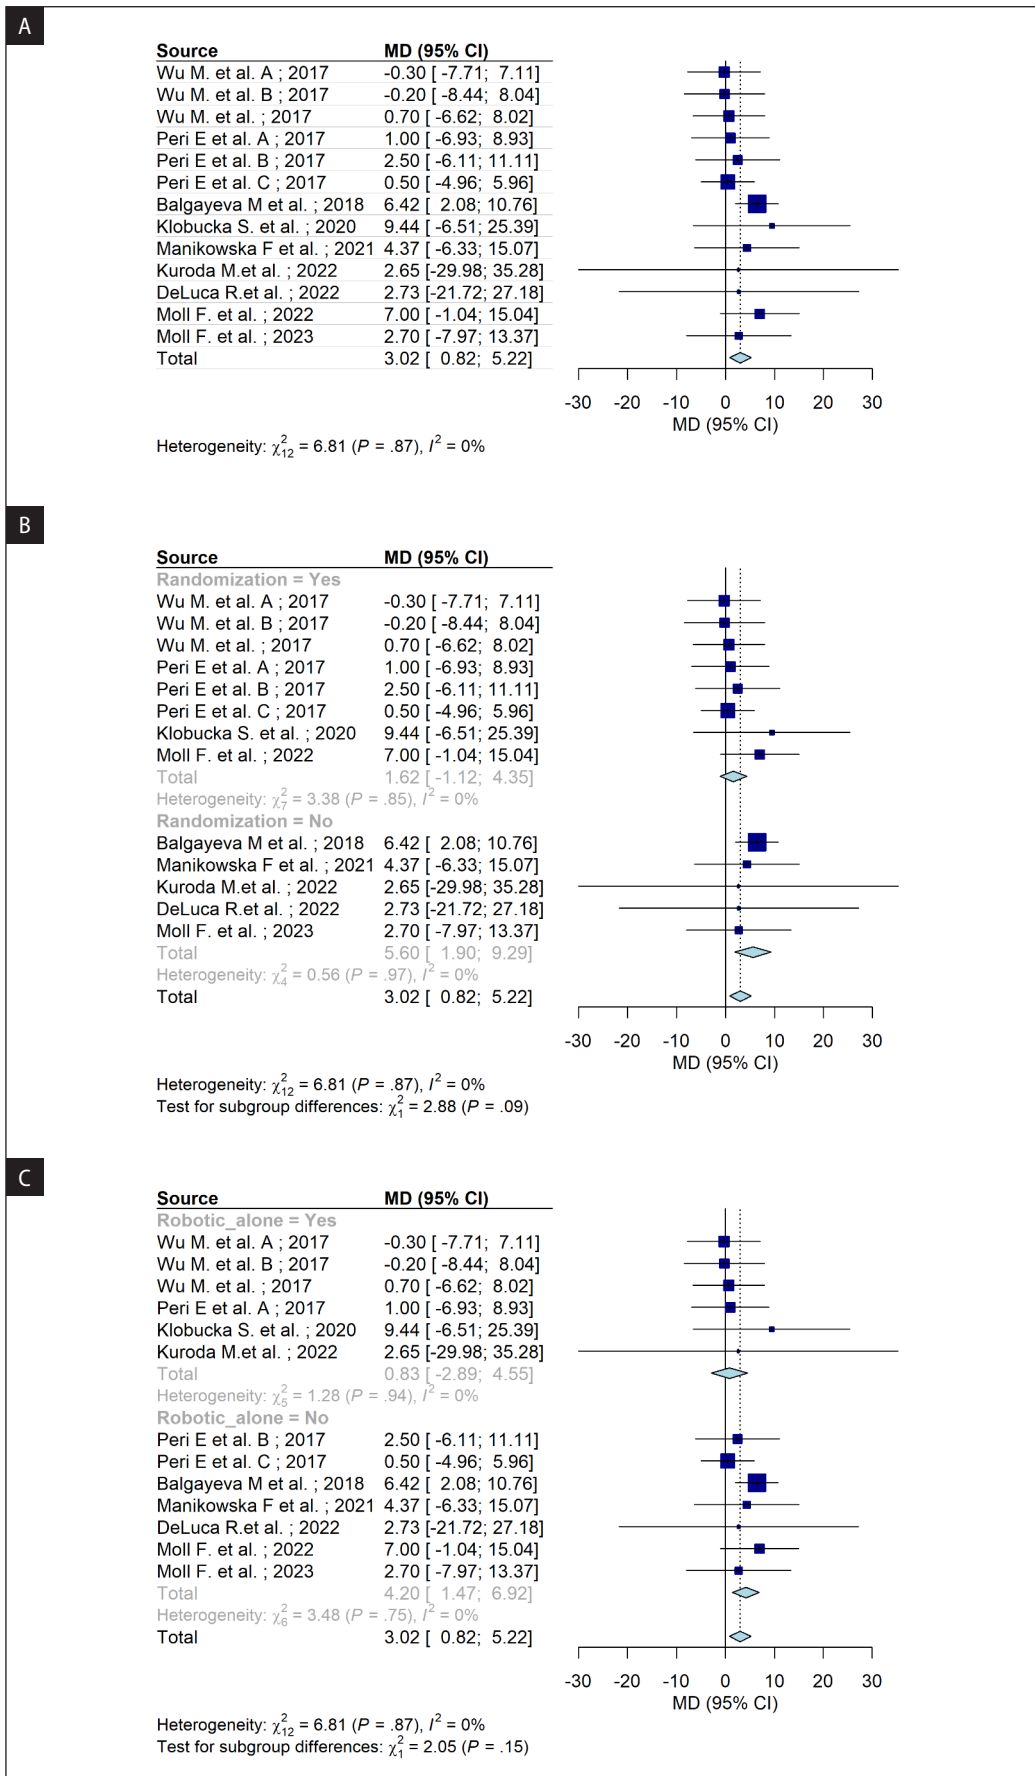 A
Source MD (95% CI)
Wu M. et al. A ; 2017 -0.30 [ -7.71; 7.11]
Wu M. et al. B ; 2017 -0.20 [ -8.44; 8.04]
Wu M. et al. ; 2017 0.70 [ -6.62; 8.02]
Peri E et al. A ; 2017 1.00 [ -6.93; 8.93]
Peri E et al. B ; 2017 2.50 [ -6.11; 11.11]
Peri E et al. C ; 2017 0.50 [ -4.96; 5.96]
Balgayeva M et al. ; 2018 6.42 [ 2.08; 10.76]
Klobucka S. et al. ; 2020 9.44 [ -6.51; 25.39]
Manikowska F et al. ; 2021 4.37 [ -6.33; 15.07]
Kuroda M.et al. ; 2022 2.65 [-29.98; 35.28]
DeLuca R.et al. ; 2022 2.73 [-21.72; 27.18]
Moll F. et al. ; 2022 7.00 [ -1.04; 15.04]
Moll F. et al. ; 2023 2.70 [ -7.97; 13.37]
Total 3.02 [ 0.82; 5.22]
-30 -20 -10 0 10 20 30
MD (95% CI)
Heterogeneity: χ²₁₂ = 6.81 (P = .87), I² = 0%
B
Source MD (95% CI)
Randomization = Yes
Wu M. et al. A ; 2017 -0.30 [ -7.71; 7.11]
Wu M. et al. B ; 2017 -0.20 [ -8.44; 8.04]
Wu M. et al. ; 2017 0.70 [ -6.62; 8.02]
Peri E et al. A ; 2017 1.00 [ -6.93; 8.93]
Peri E et al. B ; 2017 2.50 [ -6.11; 11.11]
Peri E et al. C ; 2017 0.50 [ -4.96; 5.96]
Klobucka S. et al. ; 2020 9.44 [ -6.51; 25.39]
Moll F. et al. ; 2022 7.00 [ -1.04; 15.04]
Total 1.62 [ -1.12; 4.35]
Heterogeneity: χ²₇ = 3.38 (P = .85), I² = 0%
Randomization = No
Balgayeva M et al. ; 2018 6.42 [ 2.08; 10.76]
Manikowska F et al. ; 2021 4.37 [ -6.33; 15.07]
Kuroda M.et al. ; 2022 2.65 [-29.98; 35.28]
DeLuca R.et al. ; 2022 2.73 [-21.72; 27.18]
Moll F. et al. ; 2023 2.70 [ -7.97; 13.37]
Total 5.60 [ 1.90; 9.29]
Heterogeneity: χ²₄ = 0.56 (P = .97), I² = 0%
Total 3.02 [ 0.82; 5.22]
-30 -20 -10 0 10 20 30
MD (95% CI)
Heterogeneity: χ²₁₂ = 6.81 (P = .87), I² = 0%
Test for subgroup differences: χ²₁ = 2.88 (P = .09)
C
Source MD (95% CI)
Robotic_alone = Yes
Wu M. et al. A ; 2017 -0.30 [ -7.71; 7.11]
Wu M. et al. B ; 2017 -0.20 [ -8.44; 8.04]
Wu M. et al. ; 2017 0.70 [ -6.62; 8.02]
Peri E et al. A ; 2017 1.00 [ -6.93; 8.93]
Klobucka S. et al. ; 2020 9.44 [ -6.51; 25.39]
Kuroda M.et al. ; 2022 2.65 [-29.98; 35.28]
Total 0.83 [ -2.89; 4.55]
Heterogeneity: χ²₅ = 1.28 (P = .94), I² = 0%
Robotic_alone = No
Peri E et al. B ; 2017 2.50 [ -6.11; 11.11]
Peri E et al. C ; 2017 0.50 [ -4.96; 5.96]
Balgayeva M et al. ; 2018 6.42 [ 2.08; 10.76]
Manikowska F et al. ; 2021 4.37 [ -6.33; 15.07]
DeLuca R.et al. ; 2022 2.73 [-21.72; 27.18]
Moll F. et al. ; 2022 7.00 [ -1.04; 15.04]
Moll F. et al. ; 2023 2.70 [ -7.97; 13.37]
Total 4.20 [ 1.47; 6.92]
Heterogeneity: χ²₆ = 3.48 (P = .75), I² = 0%
Total 3.02 [ 0.82; 5.22]
-30 -20 -10 0 10 20 30
MD (95% CI)
Heterogeneity: χ²₁₂ = 6.81 (P = .87), I² = 0%
Test for subgroup differences: χ²₁ = 2.05 (P = .15)